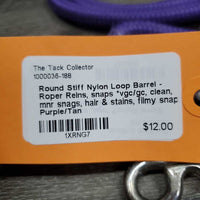 The Tack Collector
1000036-188
Round Stiff Nylon Loop Barrel -
Roper Reins, snaps *vgc/gc, clean,
mnr snags, hair & stains, filmy snap
Purple/Tan
$12.00
1XRNG7